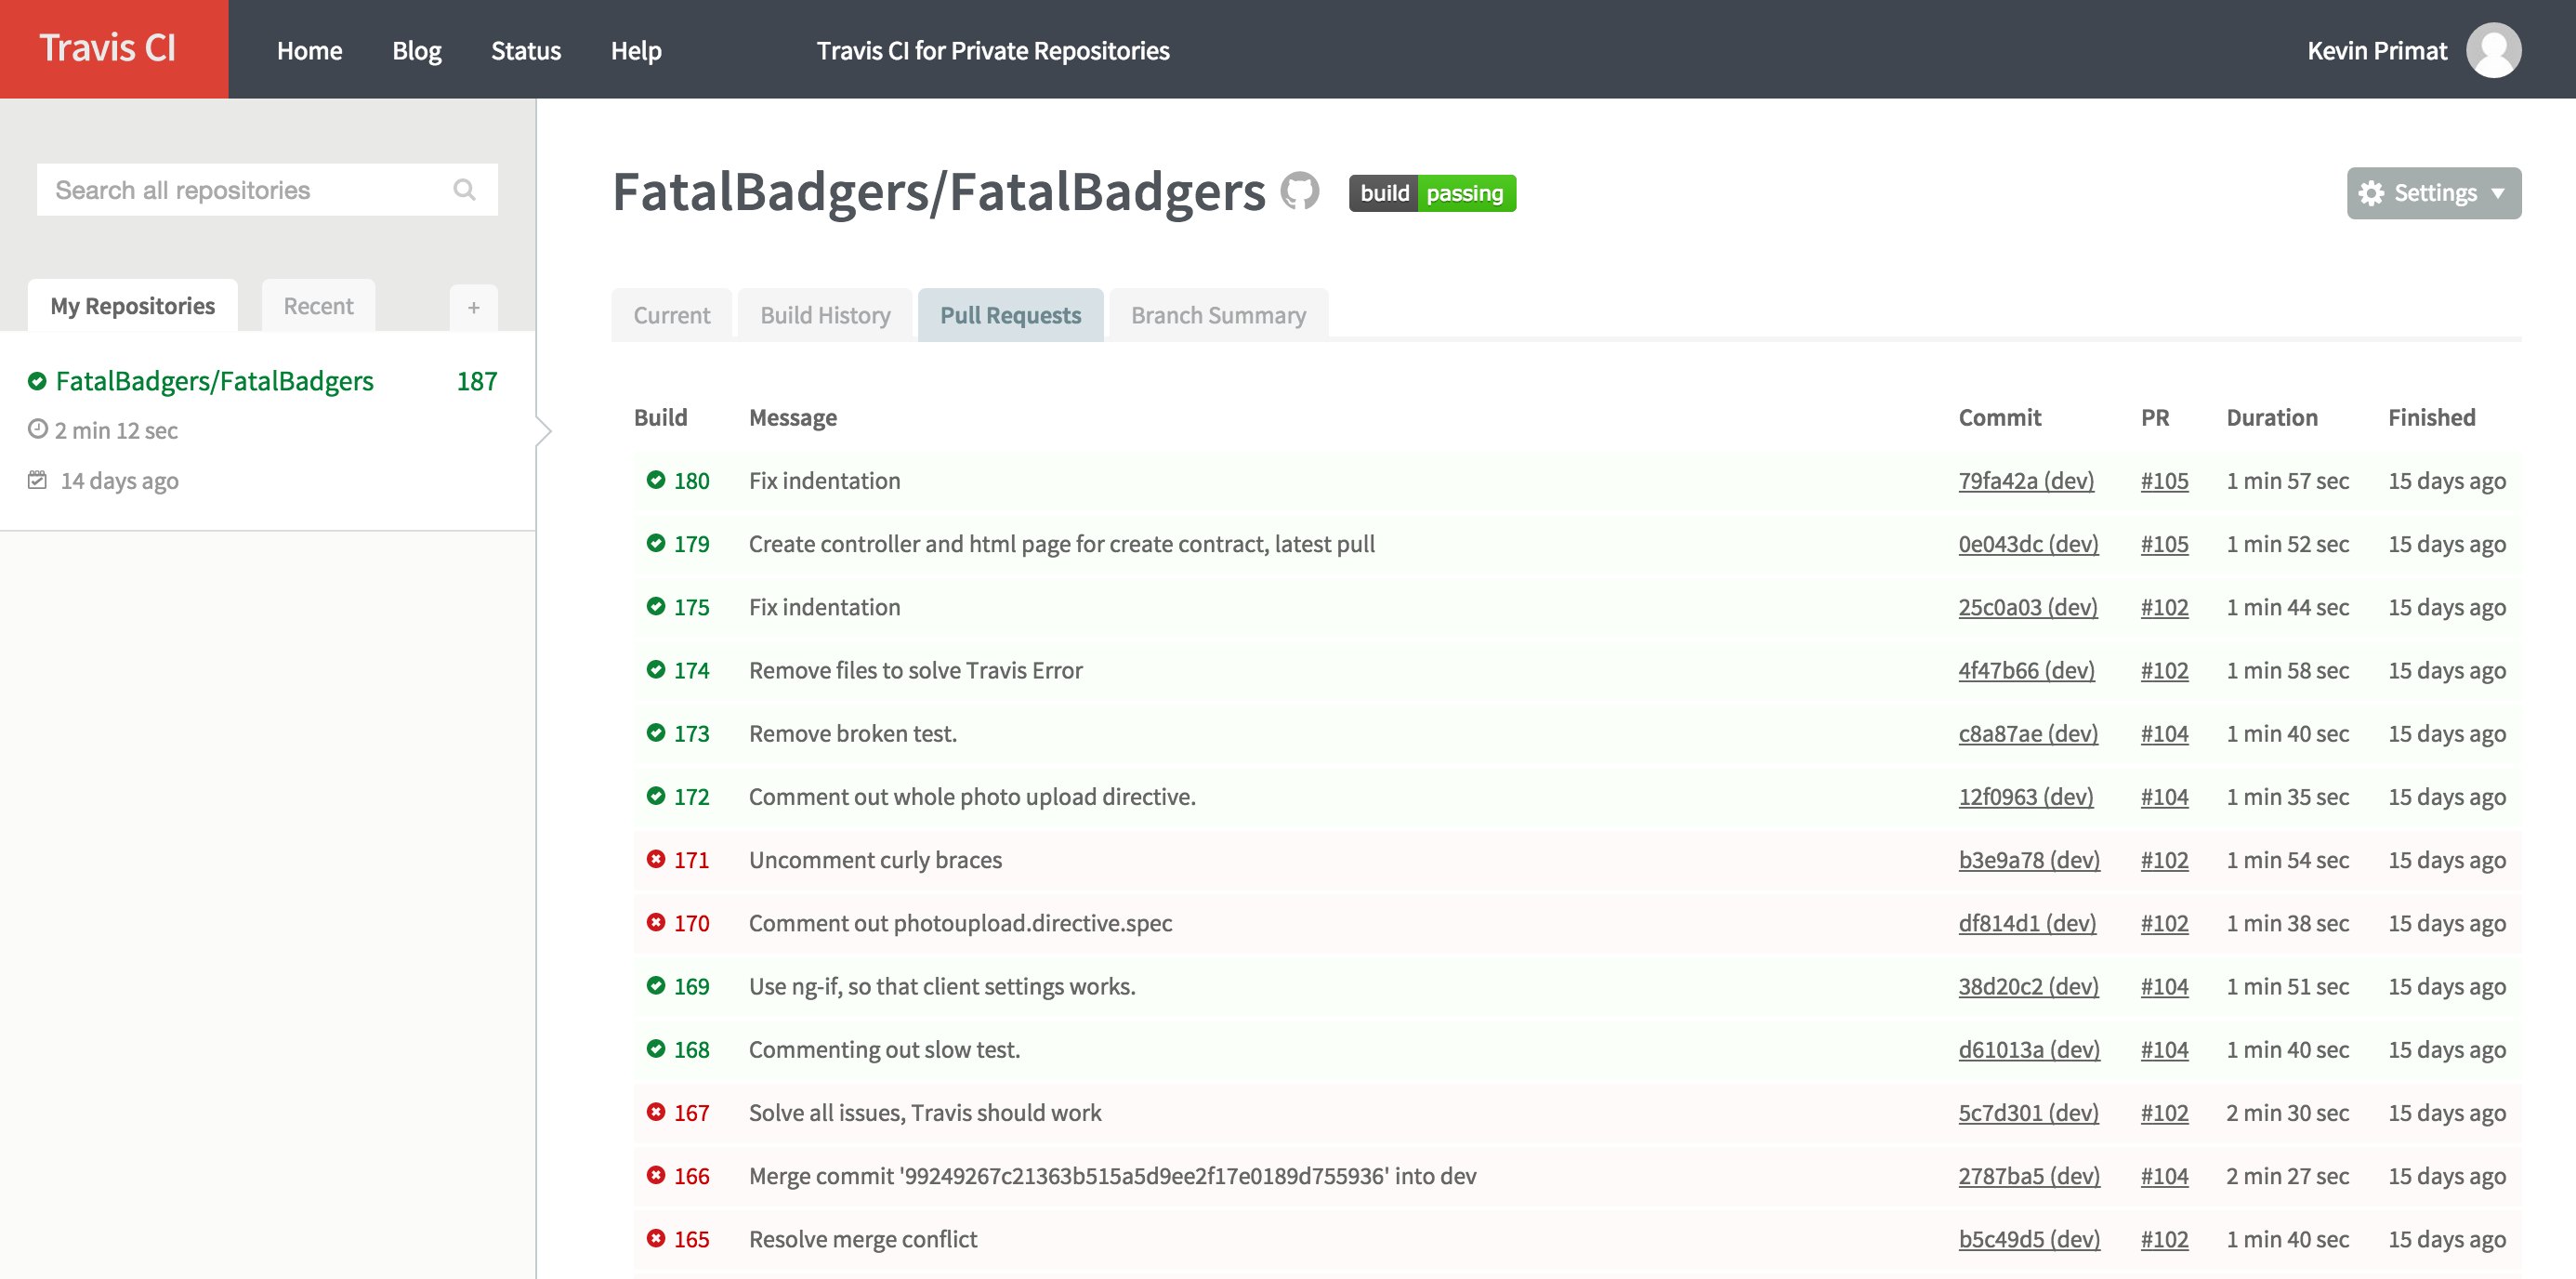 Travis CI
Home Blog Status Help Travis CI for Private Repositories Kevin Primat
Search all repositories
My Repositories Recent +
FatalBadgers/FatalBadgers 187
2 min 12 sec
14 days ago
FatalBadgers/FatalBadgers build passing Settings
Current Build History Pull Requests Branch Summary
Build Message Commit PR Duration Finished
180 Fix indentation 79fa42a (dev) #105 1 min 57 sec 15 days ago
179 Create controller and html page for create contract, latest pull 0e043dc (dev) #105 1 min 52 sec 15 days ago
175 Fix indentation 25c0a03 (dev) #102 1 min 44 sec 15 days ago
174 Remove files to solve Travis Error 4f47b66 (dev) #102 1 min 58 sec 15 days ago
173 Remove broken test. c8a87ae (dev) #104 1 min 40 sec 15 days ago
172 Comment out whole photo upload directive. 12f0963 (dev) #104 1 min 35 sec 15 days ago
171 Uncomment curly braces b3e9a78 (dev) #102 1 min 54 sec 15 days ago
170 Comment out photoupload.directive.spec df814d1 (dev) #102 1 min 38 sec 15 days ago
169 Use ng-if, so that client settings works. 38d20c2 (dev) #104 1 min 51 sec 15 days ago
168 Commenting out slow test. d61013a (dev) #104 1 min 40 sec 15 days ago
167 Solve all issues, Travis should work 5c7d301 (dev) #102 2 min 30 sec 15 days ago
166 Merge commit '99249267c21363b515a5d9ee2f17e0189d755936' into dev 2787ba5 (dev) #104 2 min 27 sec 15 days ago
165 Resolve merge conflict b5c49d5 (dev) #102 1 min 40 sec 15 days ago